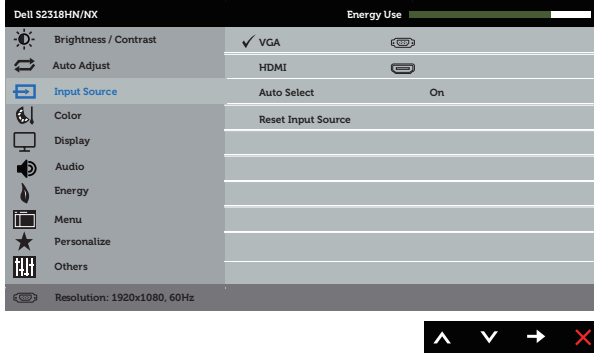 Dell S2318HN/NX Energy Use
Brightness / Contrast
Auto Adjust
Input Source
Color
Display
Audio
Energy
Menu
Personalize
Others
VGA
HDMI
Auto Select On
Reset Input Source
Resolution: 1920x1080, 60Hz